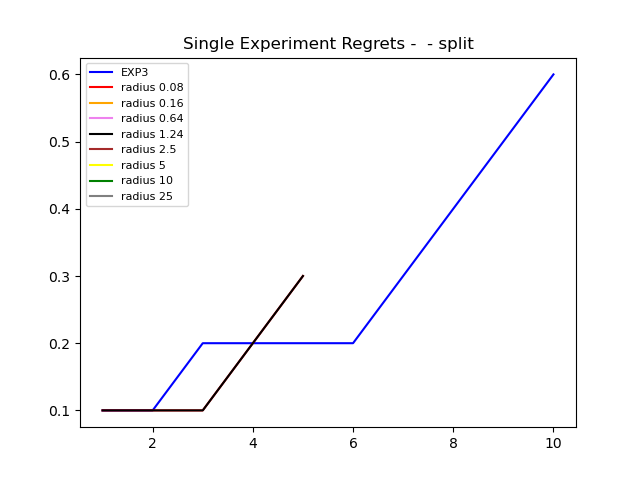 Single Experiment Regrets -  - split
EXP3
radius 0.08
radius 0.16
radius 0.64
radius 1.24
radius 2.5
radius 5
radius 10
radius 25
0.6
0.5
0.4
0.3
0.2
0.1
2 4 6 8 10